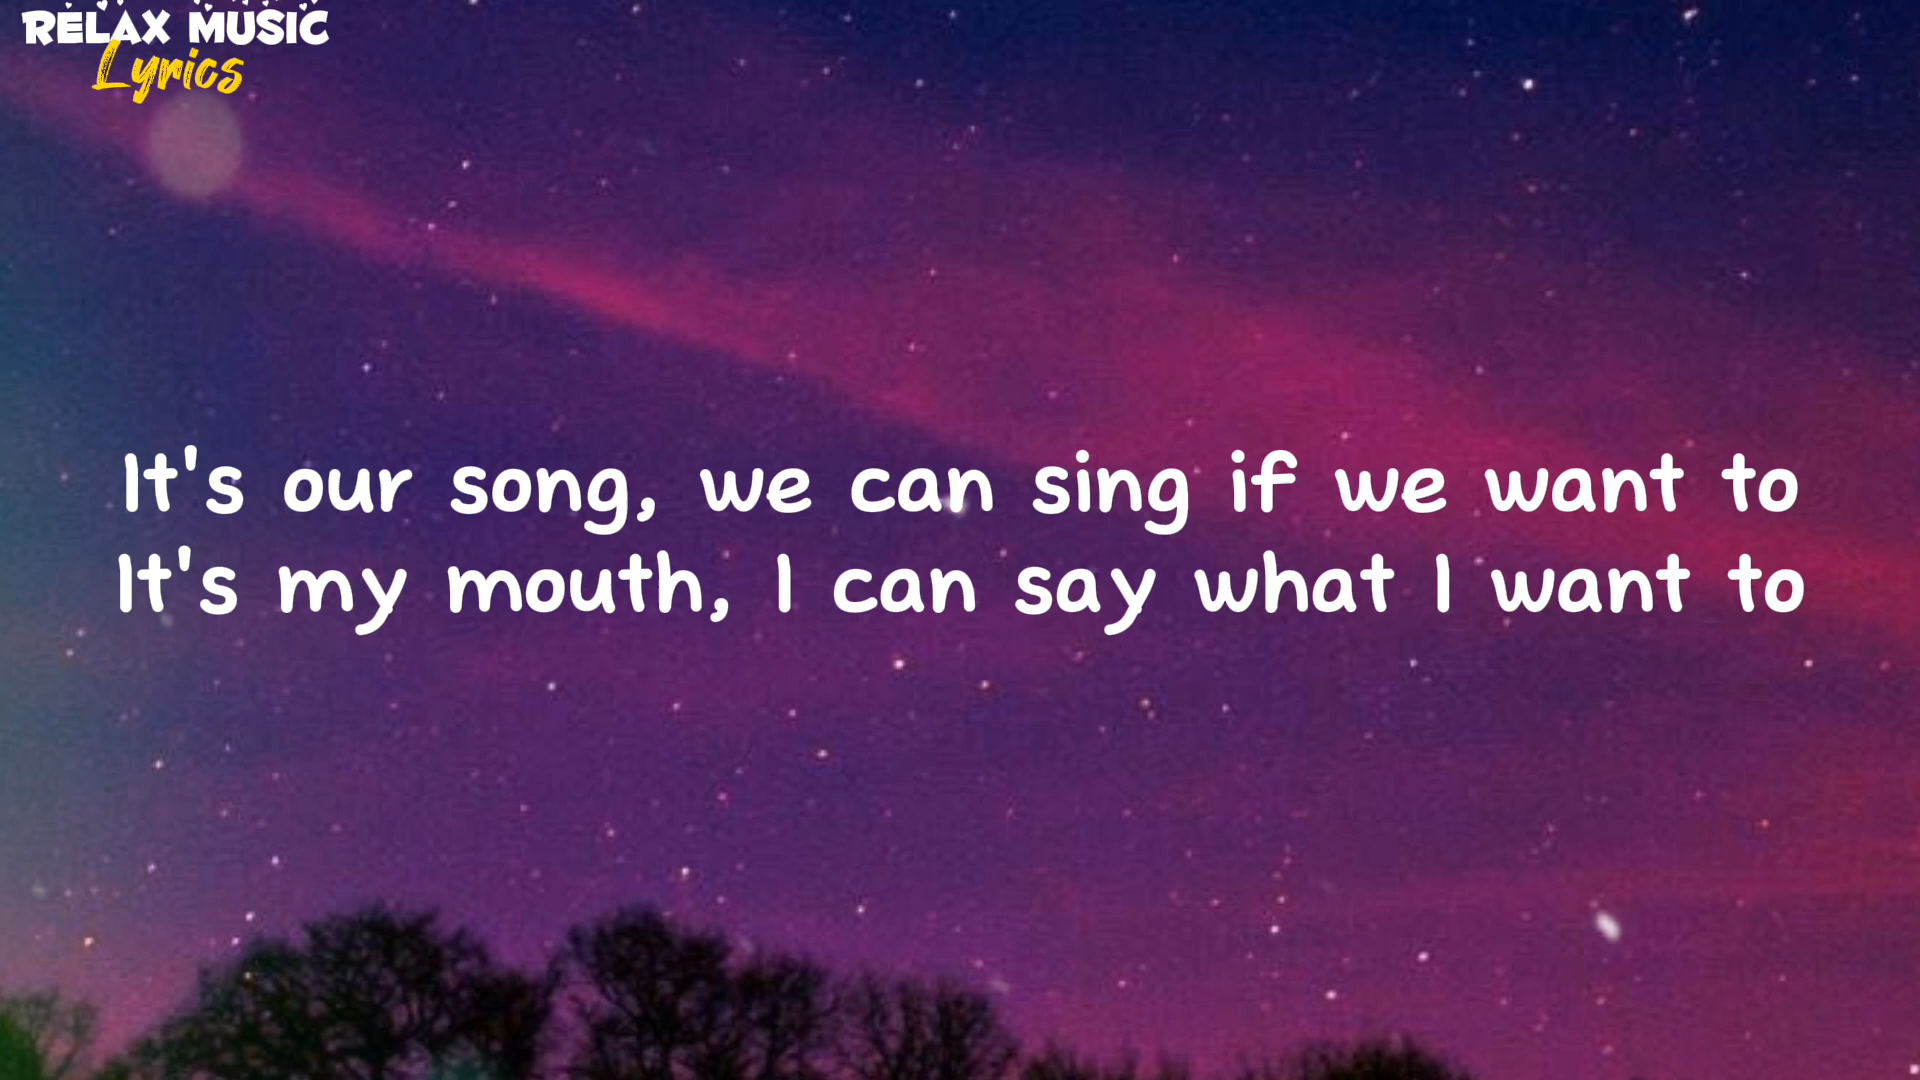 RELAX MUSIC
Lyrics
It's our song, we can sing if we want to
It's my mouth, I can say what I want to